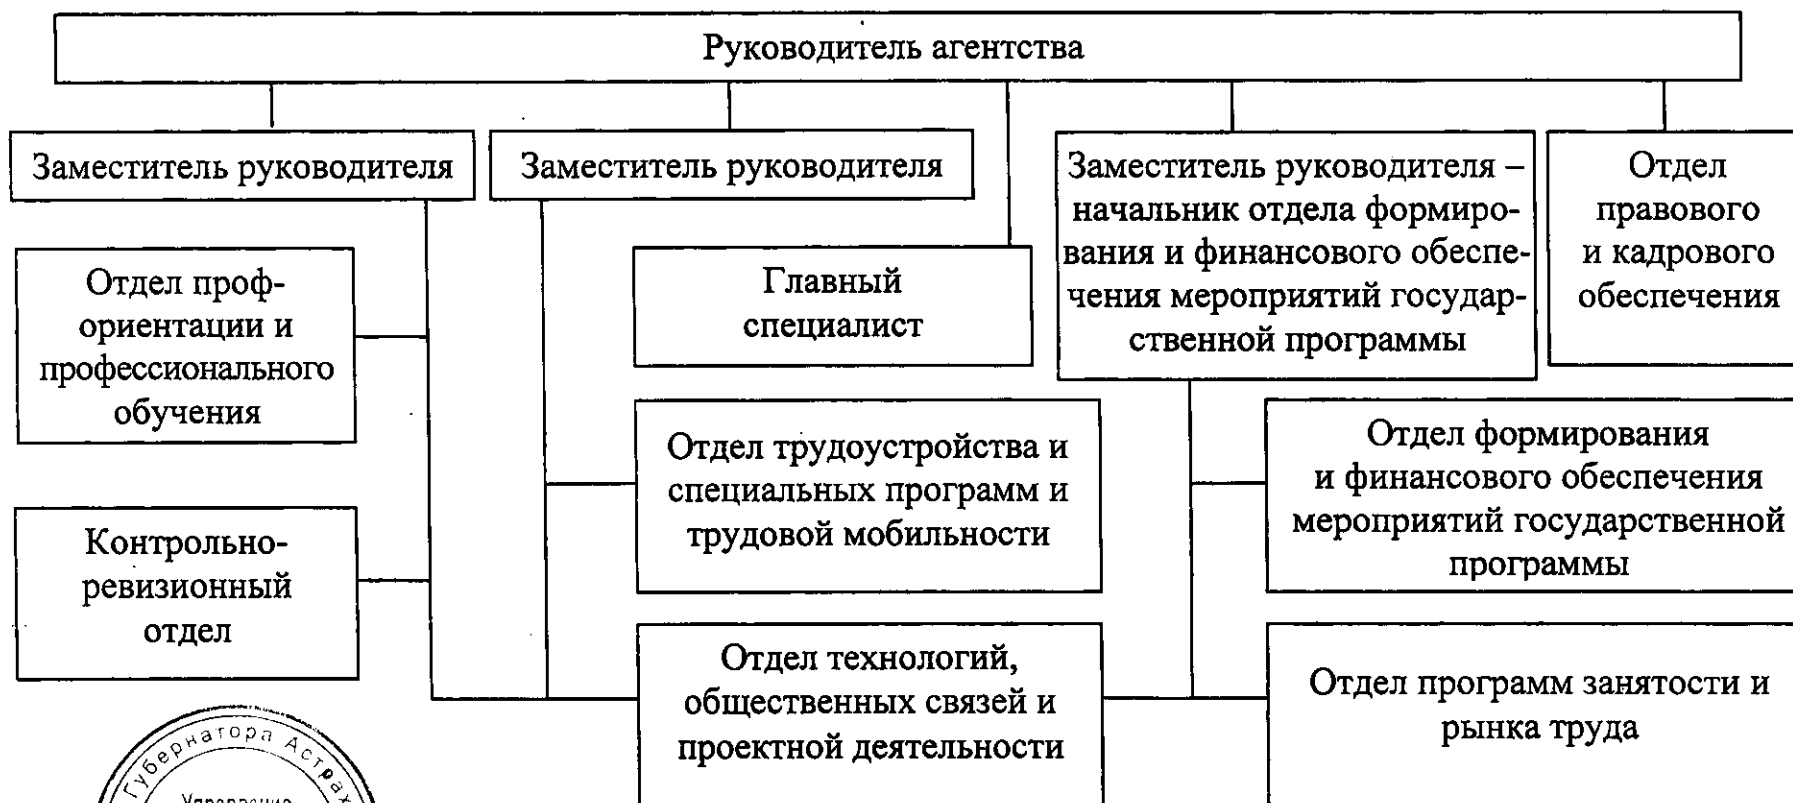 Руководитель агентства
Заместитель руководителя
Заместитель руководителя
Заместитель руководителя –
начальник отдела формиро-
вания и финансового обеспе-
чения мероприятий государ-
ственной программы
Отдел
правового
и кадрового
обеспечения
Отдел проф-
ориентации и
профессионального
обучения
Главный
специалист
Отдел трудоустройства и
специальных программ и
трудовой мобильности
Отдел формирования
и финансового обеспечения
мероприятий государственной
программы
Контрольно-
ревизионный
отдел
Отдел технологий,
общественных связей и
проектной деятельности
Отдел программ занятости и
рынка труда
Губернатора Астрах
Управление